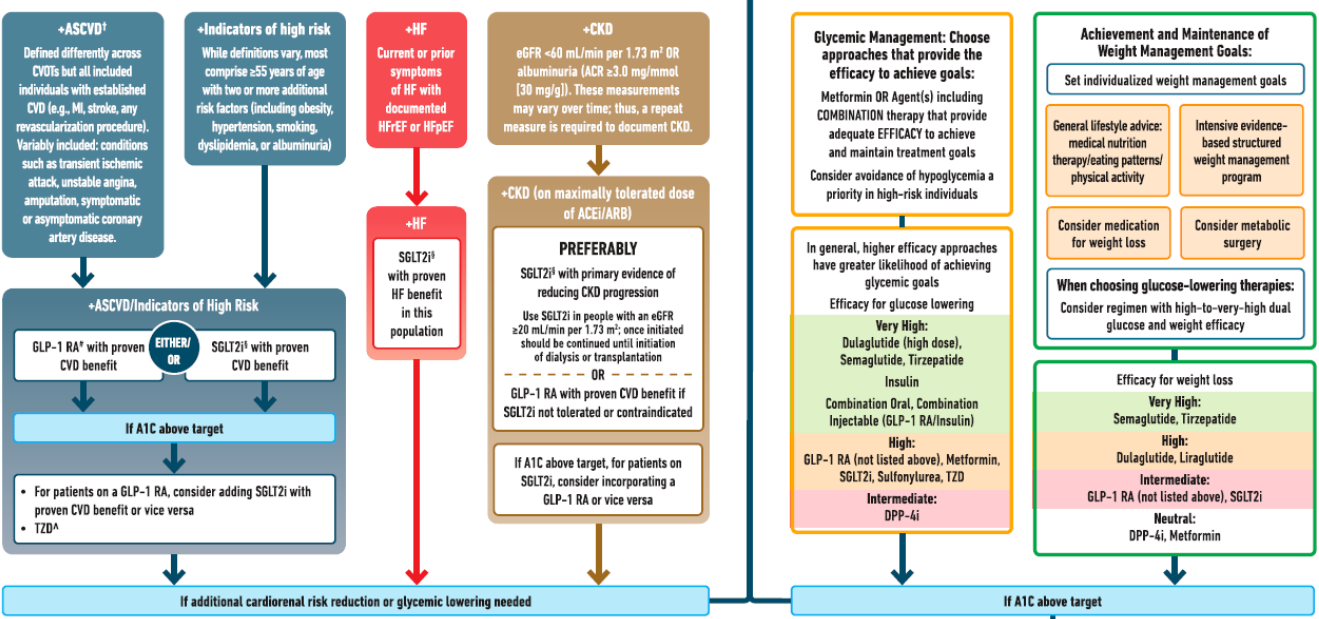 +ASCVD†
Defined differently across
CVOTs but all included
individuals with established
CVD (e.g., MI, stroke, any
revascularization procedure).
Variably included: conditions
such as transient ischemic
attack, unstable angina,
amputation, symptomatic
or asymptomatic coronary
artery disease.
+Indicators of high risk
While definitions vary, most
comprise ≥55 years of age
with two or more additional
risk factors (including obesity,
hypertension, smoking,
dyslipidemia, or albuminuria)
+ASCVD/Indicators of High Risk
GLP-1 RA# with proven
CVD benefit
EITHER/
OR
SGLT2i§ with proven
CVD benefit
If A1C above target
• For patients on a GLP-1 RA, consider adding SGLT2i with
proven CVD benefit or vice versa
• TZD^
+HF
Current or prior
symptoms
of HF with
documented
HFrEF or HFpEF
+HF
SGLT2i§
with proven
HF benefit
in this
population
+CKD
eGFR <60 mL/min per 1.73 m² OR
albuminuria (ACR ≥3.0 mg/mmol
[30 mg/g]). These measurements
may vary over time; thus, a repeat
measure is required to document CKD.
+CKD (on maximally tolerated dose
of ACEi/ARB)
PREFERABLY
SGLT2i§ with primary evidence of
reducing CKD progression
Use SGLT2i in people with an eGFR
≥20 mL/min per 1.73 m²; once initiated
should be continued until initiation
of dialysis or transplantation
OR
GLP-1 RA with proven CVD benefit if
SGLT2i not tolerated or contraindicated
If A1C above target, for patients on
SGLT2i, consider incorporating a
GLP-1 RA or vice versa
If additional cardiorenal risk reduction or glycemic lowering needed
Glycemic Management: Choose
approaches that provide the
efficacy to achieve goals:
Metformin OR Agent(s) including
COMBINATION therapy that provide
adequate EFFICACY to achieve
and maintain treatment goals
Consider avoidance of hypoglycemia a
priority in high-risk individuals
In general, higher efficacy approaches
have greater likelihood of achieving
glycemic goals
Efficacy for glucose lowering
Very High:
Dulaglutide (high dose),
Semaglutide, Tirzepatide
Insulin
Combination Oral, Combination
Injectable (GLP-1 RA/Insulin)
High:
GLP-1 RA (not listed above), Metformin,
SGLT2i, Sulfonylurea, TZD
Intermediate:
DPP-4i
Achievement and Maintenance of
Weight Management Goals:
Set individualized weight management goals
General lifestyle advice:
medical nutrition
therapy/eating patterns/
physical activity
Intensive evidence-
based structured
weight management
program
Consider medication
for weight loss
Consider metabolic
surgery
When choosing glucose-lowering therapies:
Consider regimen with high-to-very-high dual
glucose and weight efficacy
Efficacy for weight loss
Very High:
Semaglutide, Tirzepatide
High:
Dulaglutide, Liraglutide
Intermediate:
GLP-1 RA (not listed above), SGLT2i
Neutral:
DPP-4i, Metformin
If A1C above target